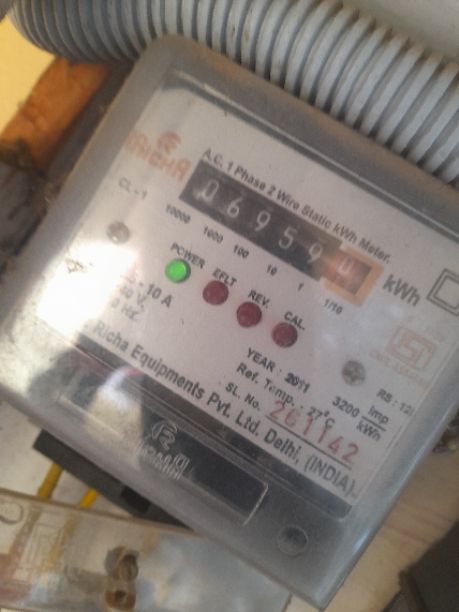 RICHA
A.C. 1 Phase 2 Wire Static kWh Meter.
CL-1
069590
kWh
10000 1000 100 10 1 1/10
POWER EFLT REV. CAL.
10 A
YEARR : 2011
Ref. Temp. : 27°C
3200 imp/kWh
SL. No. 261142
Richa Equipments Pvt. Ltd. Delhi, (INDIA).